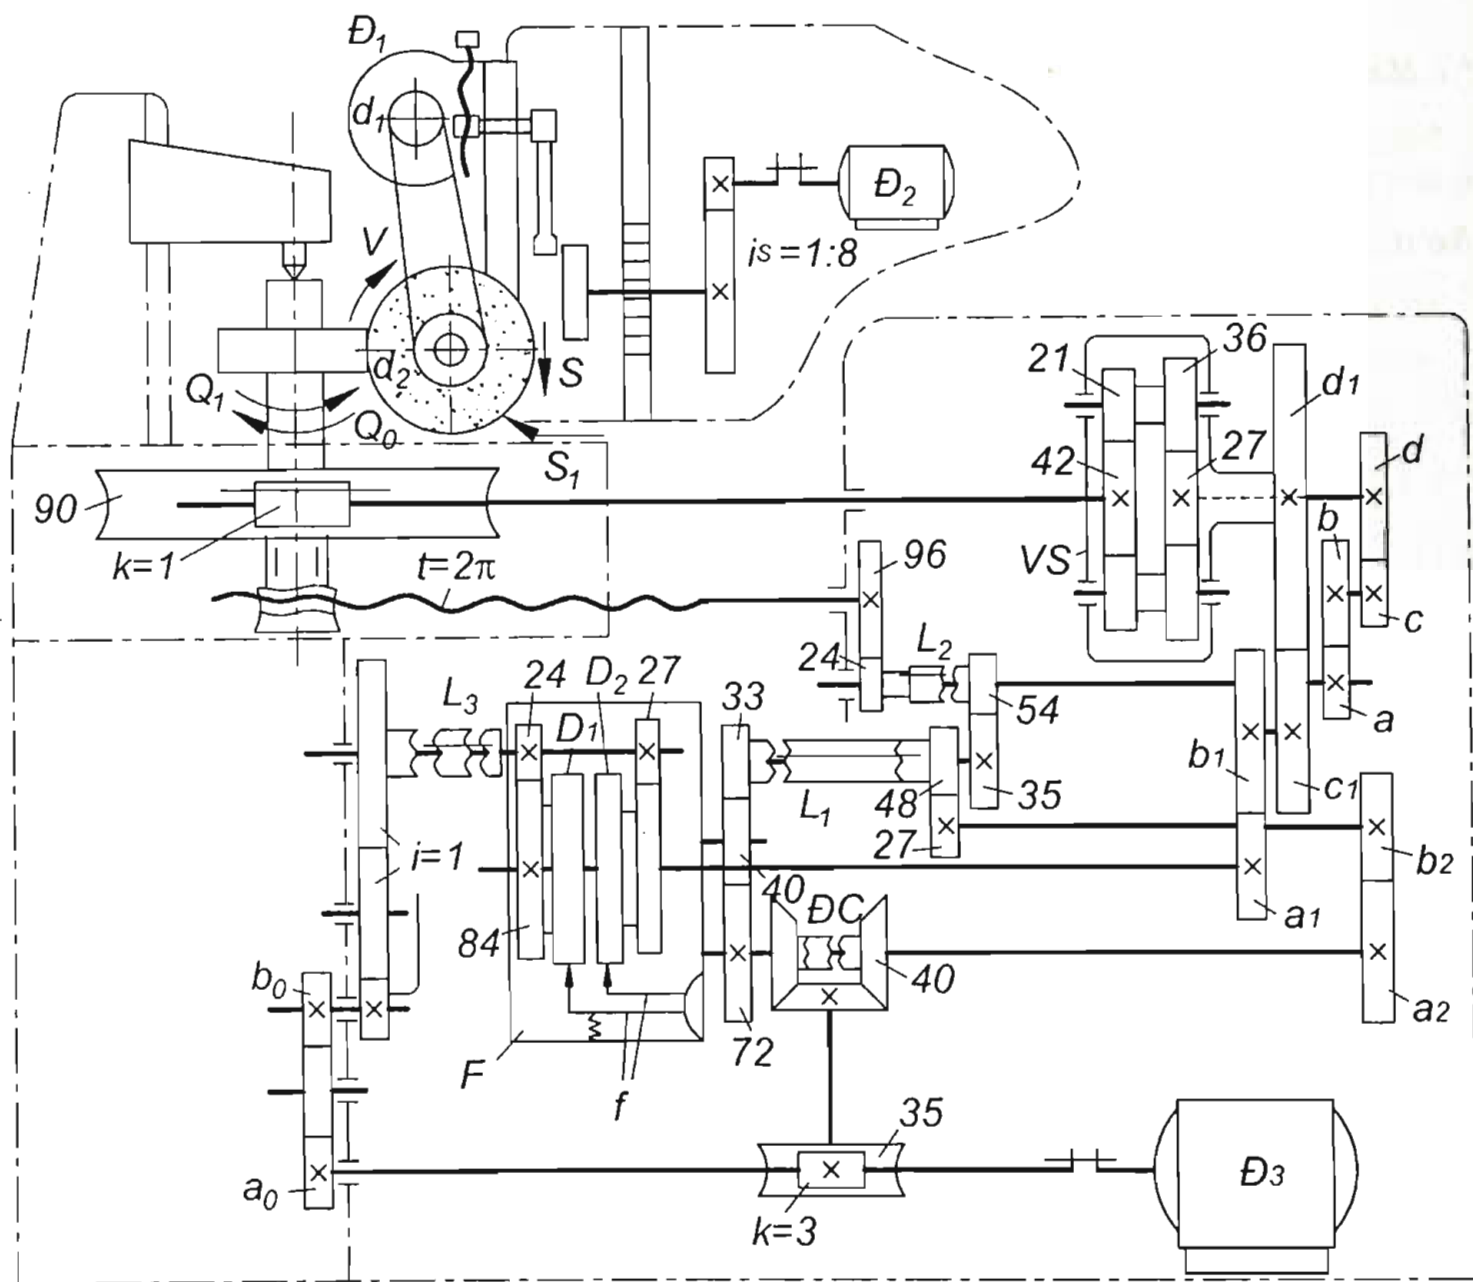 Đ₁
d₁
Đ₂
V
is=1:8
S
36
21
d₁
d₂
Q₁
Q₀
d
S₁
42
27
90
b
k=1
t=2π
VS
96
c
L₂
24
24
D₂
27
L₃
33
54
a
D₁
b₁
L₁
48
35
c₁
27
i=1
b₂
40
ĐC
a₁
84
b₀
40
a₂
72
F
f
35
a₀
Đ₃
k=3